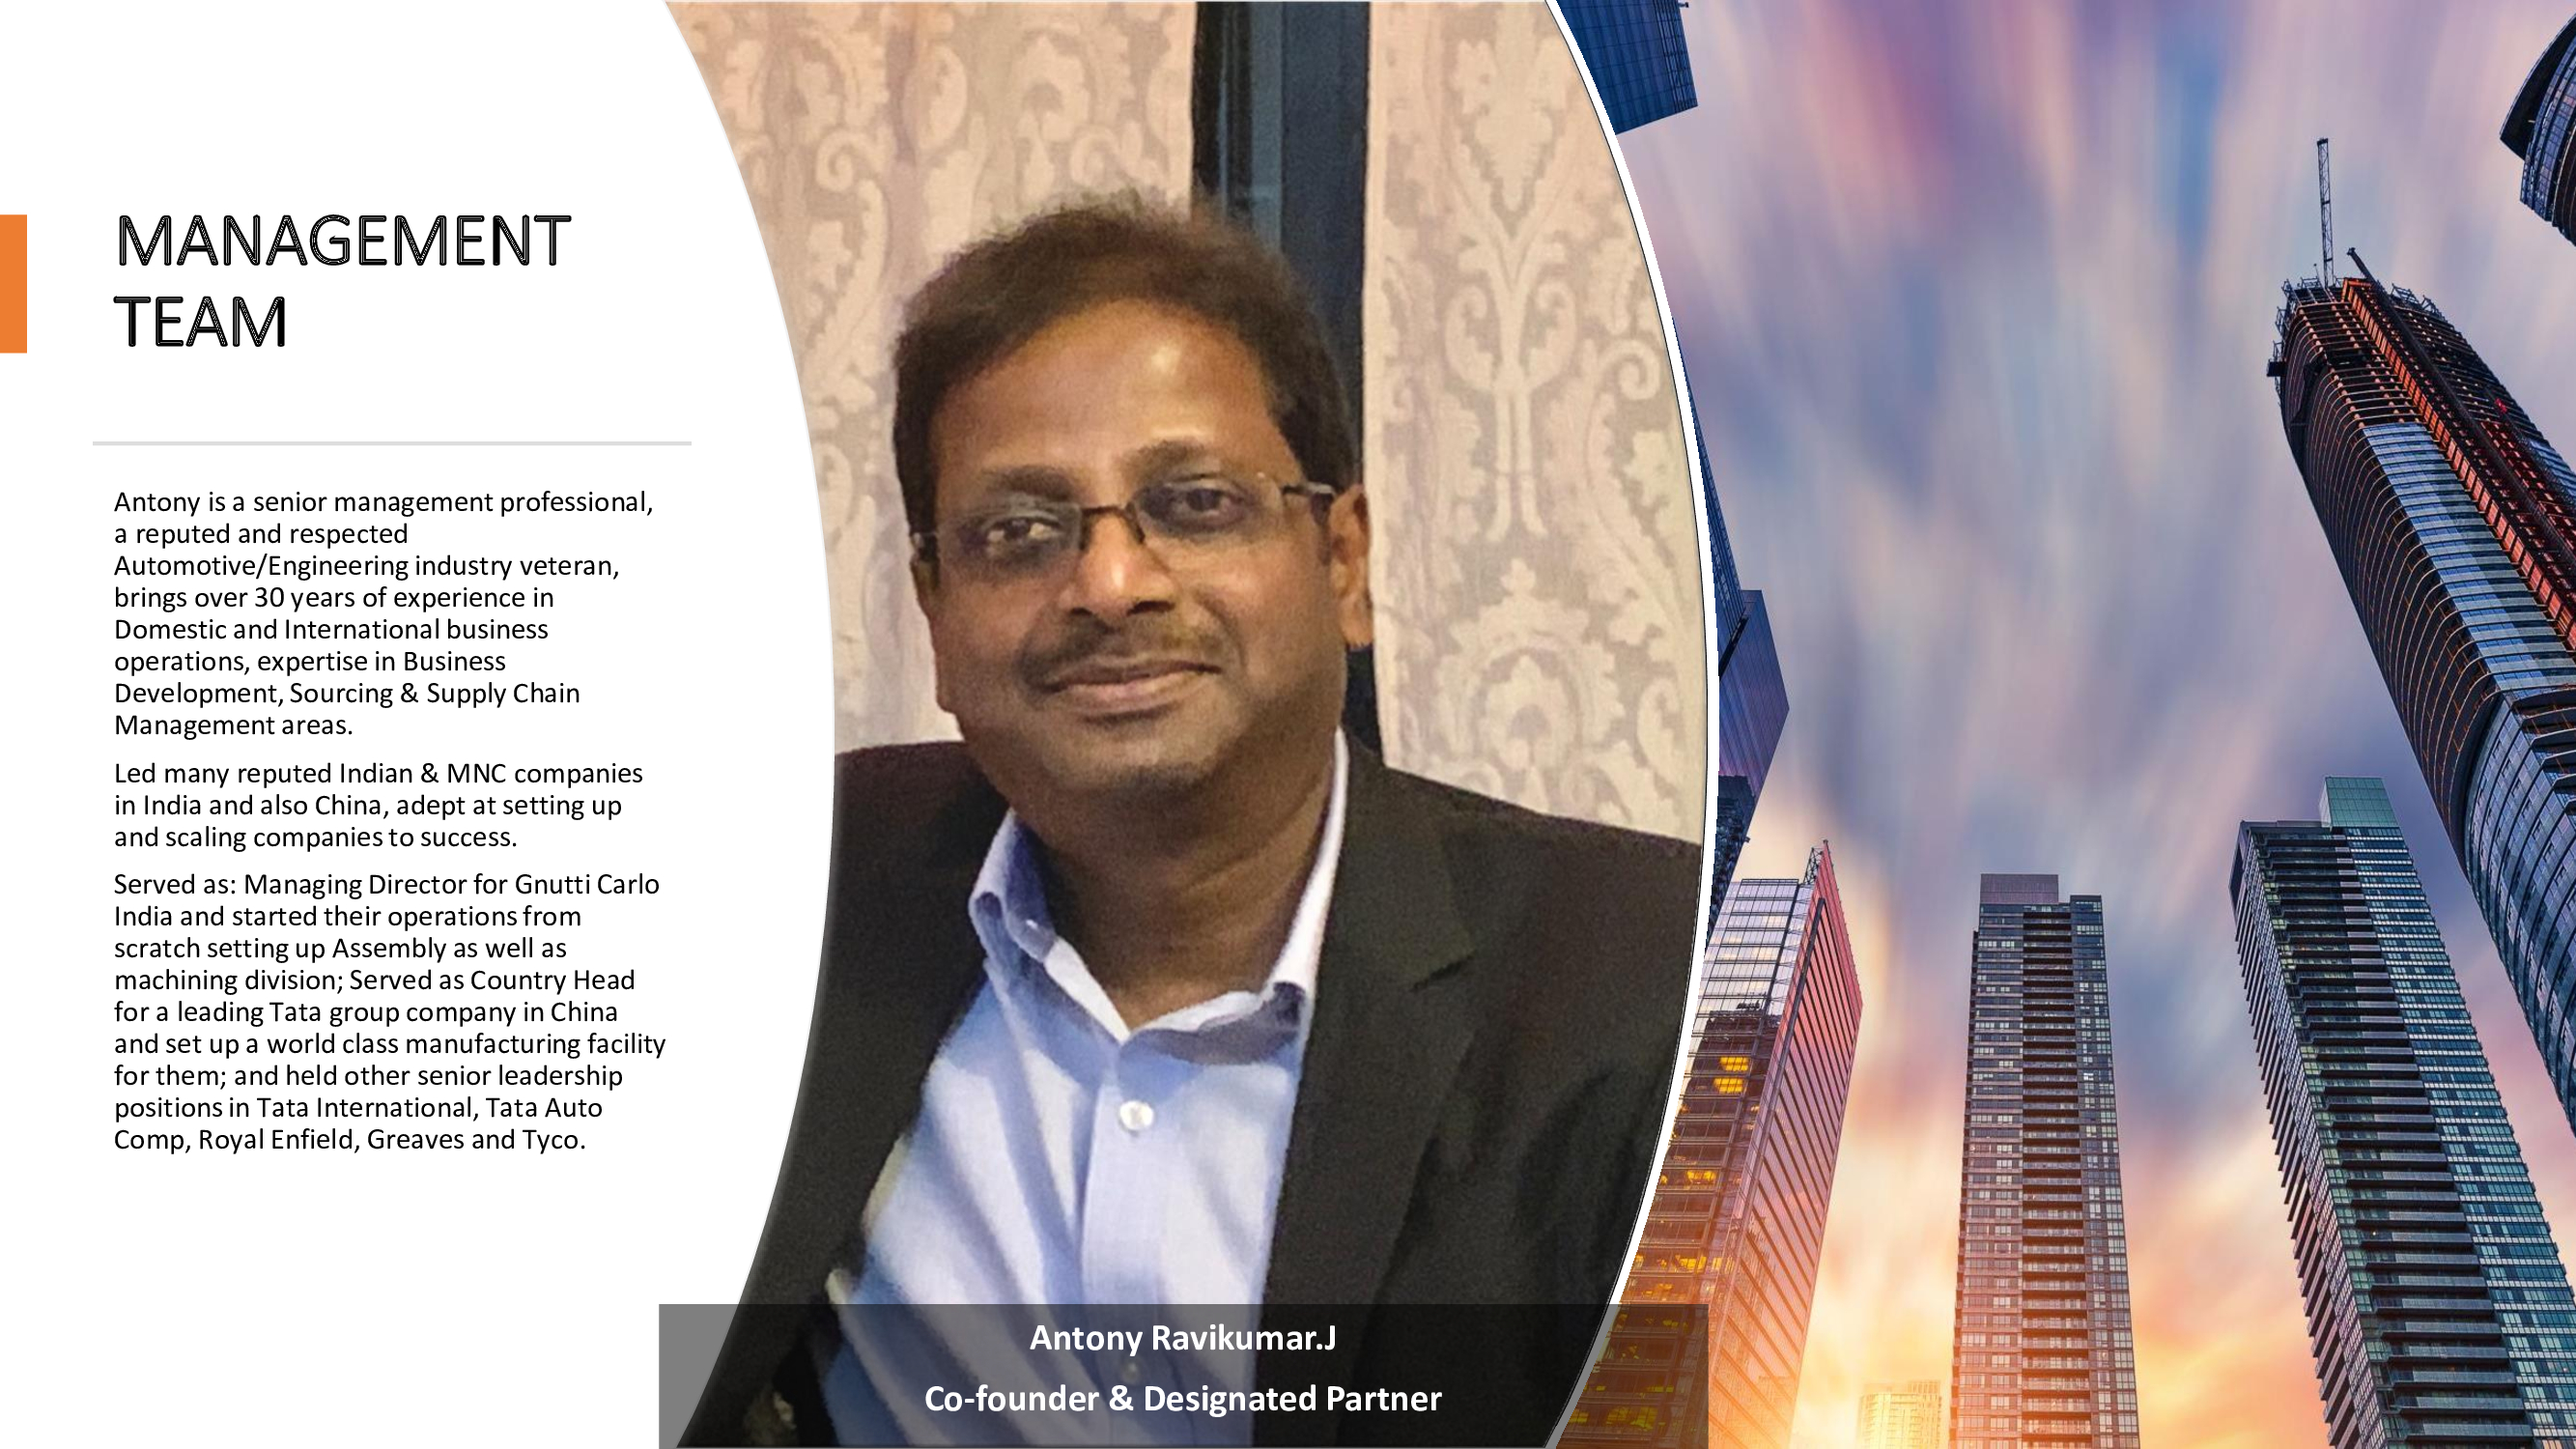 MANAGEMENT
TEAM
Antony is a senior management professional,
a reputed and respected
Automotive/Engineering industry veteran,
brings over 30 years of experience in
Domestic and International business
operations, expertise in Business
Development, Sourcing & Supply Chain
Management areas.
Led many reputed Indian & MNC companies
in India and also China, adept at setting up
and scaling companies to success.
Served as: Managing Director for Gnutti Carlo
India and started their operations from
scratch setting up Assembly as well as
machining division; Served as Country Head
for a leading Tata group company in China
and set up a world class manufacturing facility
for them; and held other senior leadership
positions in Tata International, Tata Auto
Comp, Royal Enfield, Greaves and Tyco.
Antony Ravikumar.J
Co-founder & Designated Partner